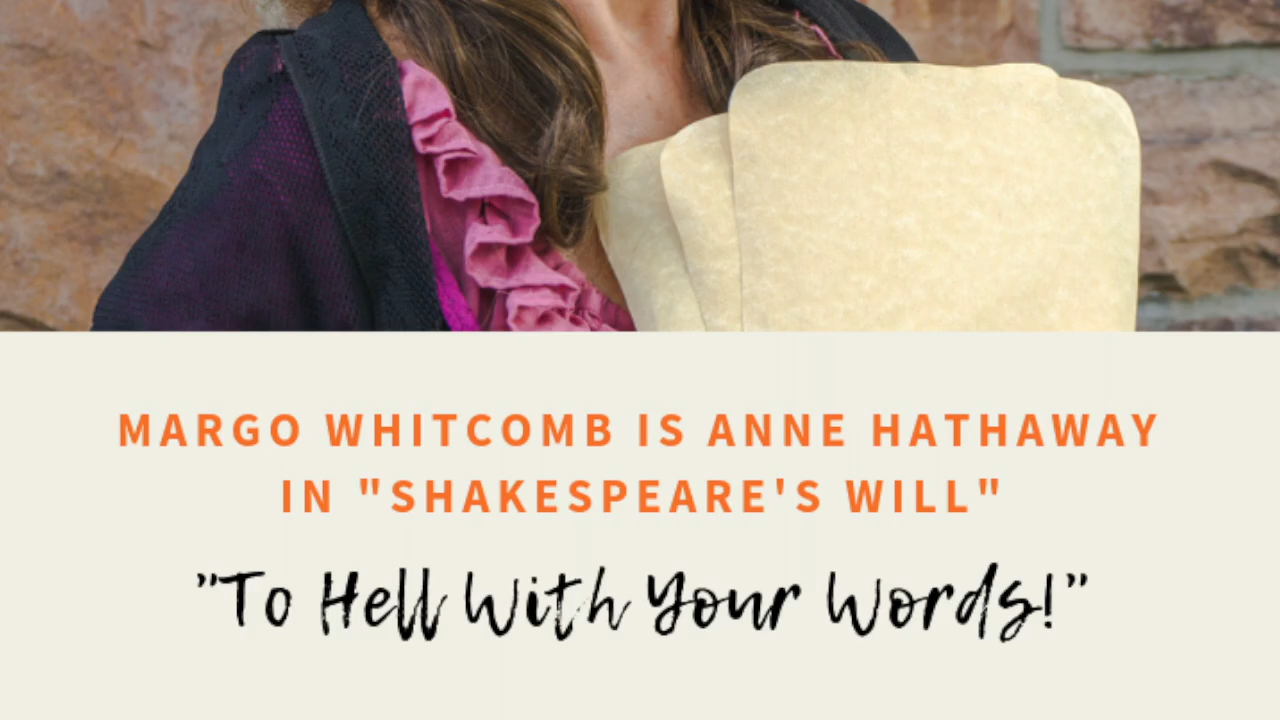 MARGO WHITCOMB IS ANNE HATHAWAY
IN "SHAKESPEARE'S WILL"
"To Hell With Your Words!"